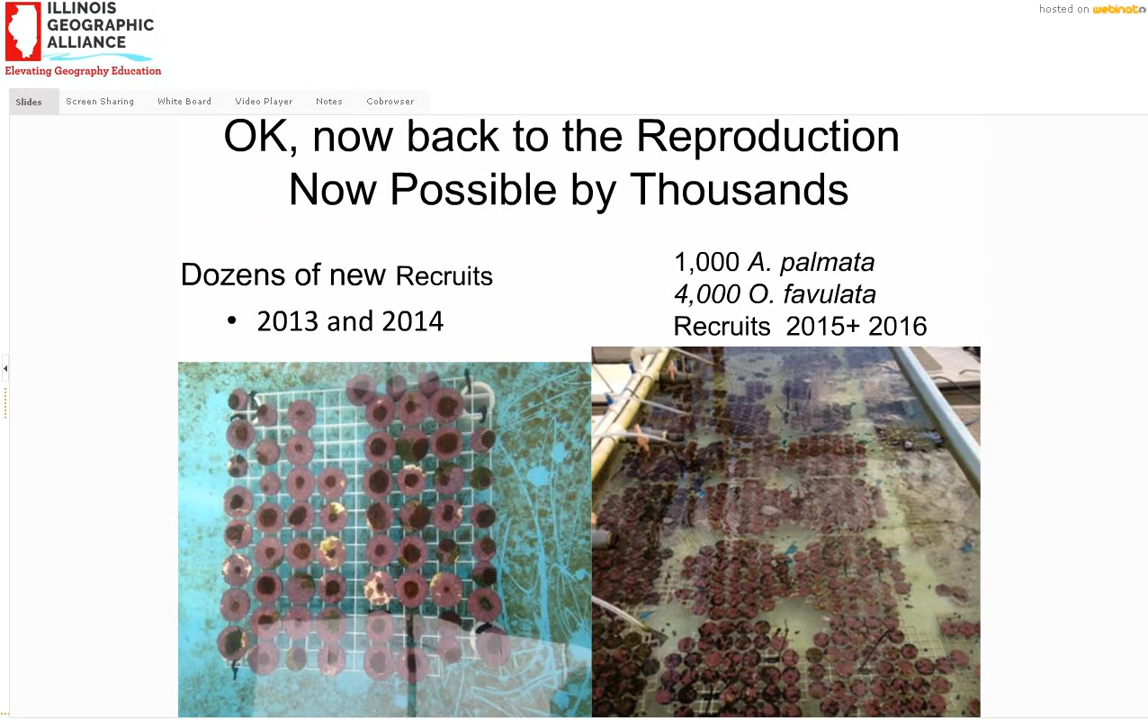 ILLINOIS
GEOGRAPHIC
ALLIANCE
Elevating Geography Education
hosted on webinato
Slides Screen Sharing White Board Video Player Notes Cobrowser
OK, now back to the Reproduction
Now Possible by Thousands
Dozens of new Recruits
• 2013 and 2014
1,000 A. palmata
4,000 O. favulata
Recruits 2015+ 2016